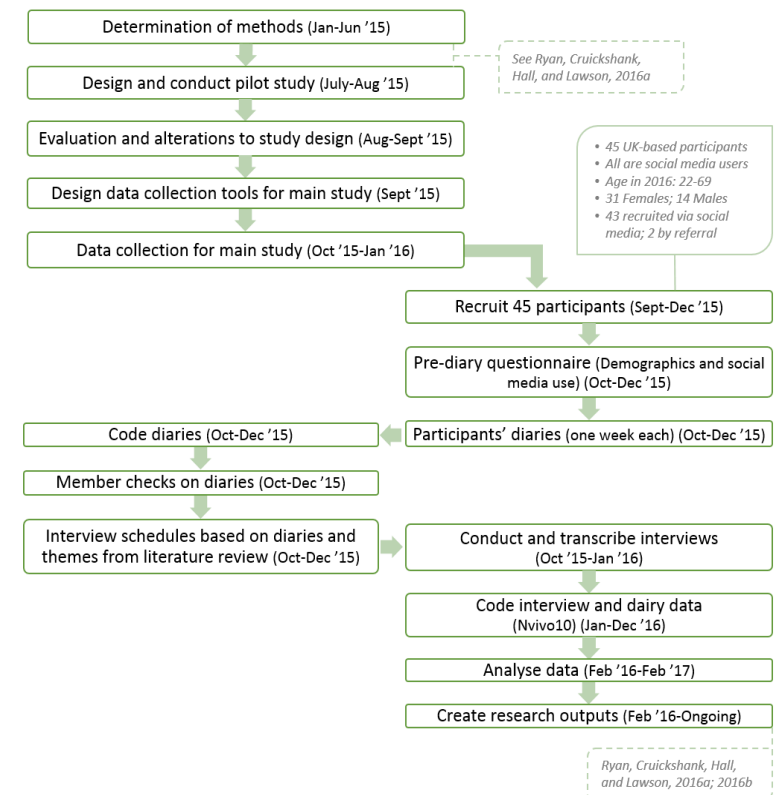 Determination of methods (Jan-Jun ’15)
See Ryan, Cruickshank,
Hall, and Lawson, 2016a
Design and conduct pilot study (July-Aug ’15)
Evaluation and alterations to study design (Aug-Sept ’15)
Design data collection tools for main study (Sept ’15)
Data collection for main study (Oct ’15-Jan ’16)
• 45 UK-based participants
• All are social media users
• Age in 2016: 22-69
• 31 Females; 14 Males
• 43 recruited via social
media; 2 by referral
Recruit 45 participants (Sept-Dec ’15)
Pre-diary questionnaire (Demographics and social
media use) (Oct-Dec ’15)
Participants’ diaries (one week each) (Oct-Dec ’15)
Code diaries (Oct-Dec ’15)
Member checks on diaries (Oct-Dec ’15)
Interview schedules based on diaries and
themes from literature review (Oct-Dec ’15)
Conduct and transcribe interviews
(Oct ’15-Jan ’16)
Code interview and dairy data
(Nvivo10) (Jan-Dec ’16)
Analyse data (Feb ’16-Feb ’17)
Create research outputs (Feb ’16-Ongoing)
Ryan, Cruickshank, Hall,
and Lawson, 2016a; 2016b